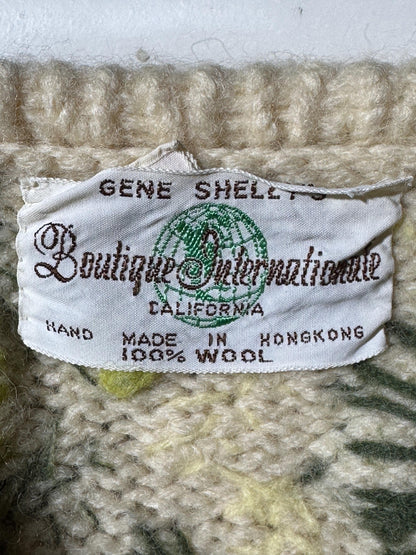 GENE SHELLY'S
Boutique Internationale
CALIFORNIA
HAND MADE IN HONGKONG
100% WOOL